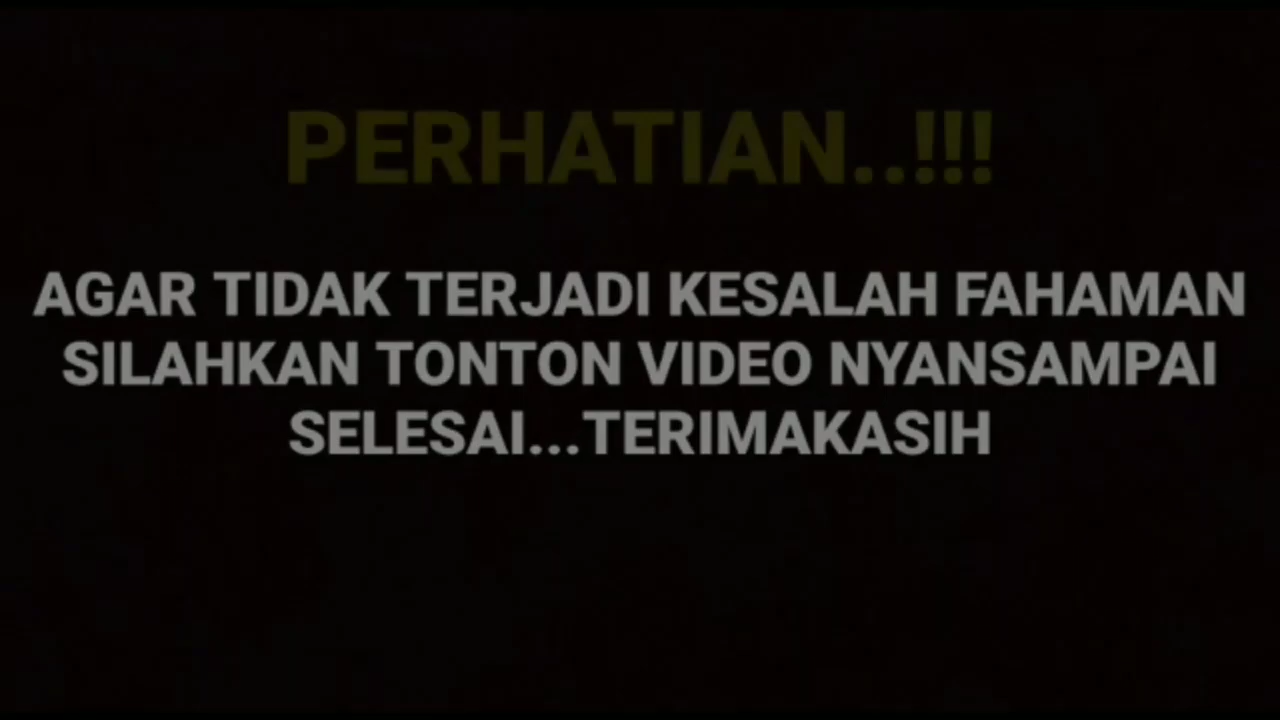 PERHATIAN..!!!
AGAR TIDAK TERJADI KESALAH FAHAMAN
SILAHKAN TONTON VIDEO NYANSAMPAI
SELESAI...TERIMAKASIH